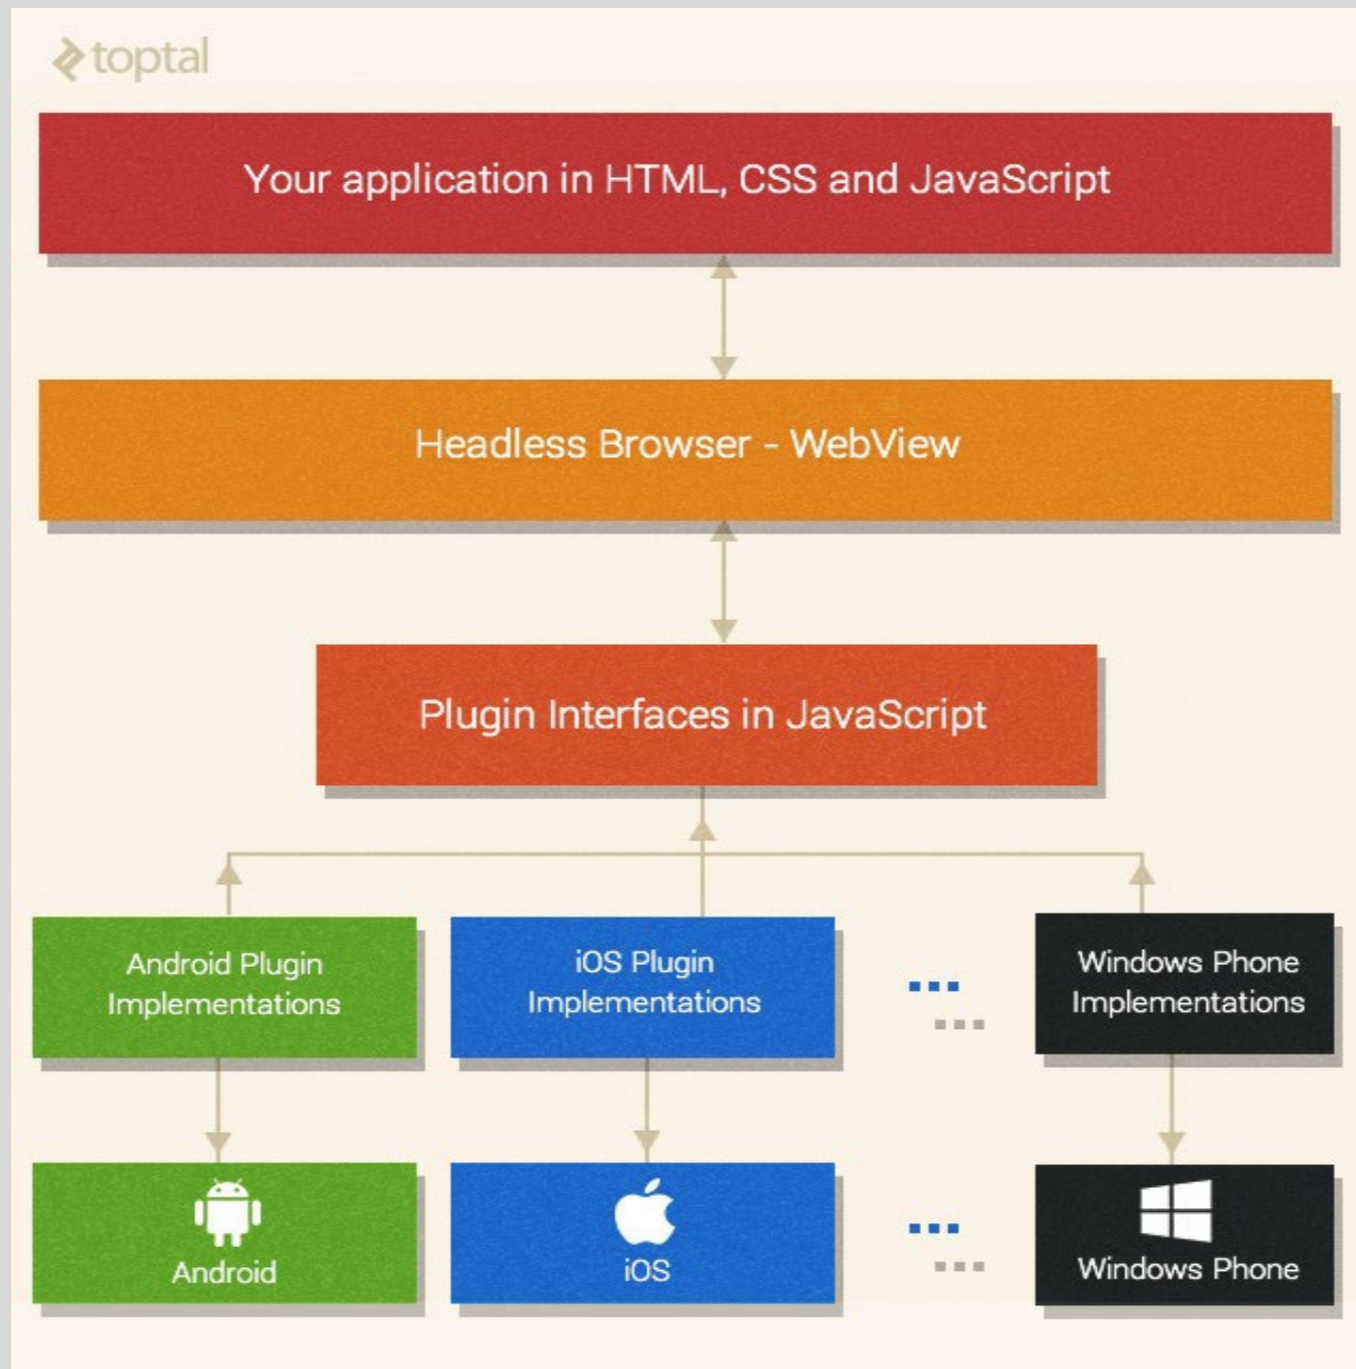 toptal
Your application in HTML, CSS and JavaScript
Headless Browser - WebView
Plugin Interfaces in JavaScript
Android Plugin
Implementations
iOS Plugin
Implementations
Windows Phone
Implementations
Android
iOS
Windows Phone